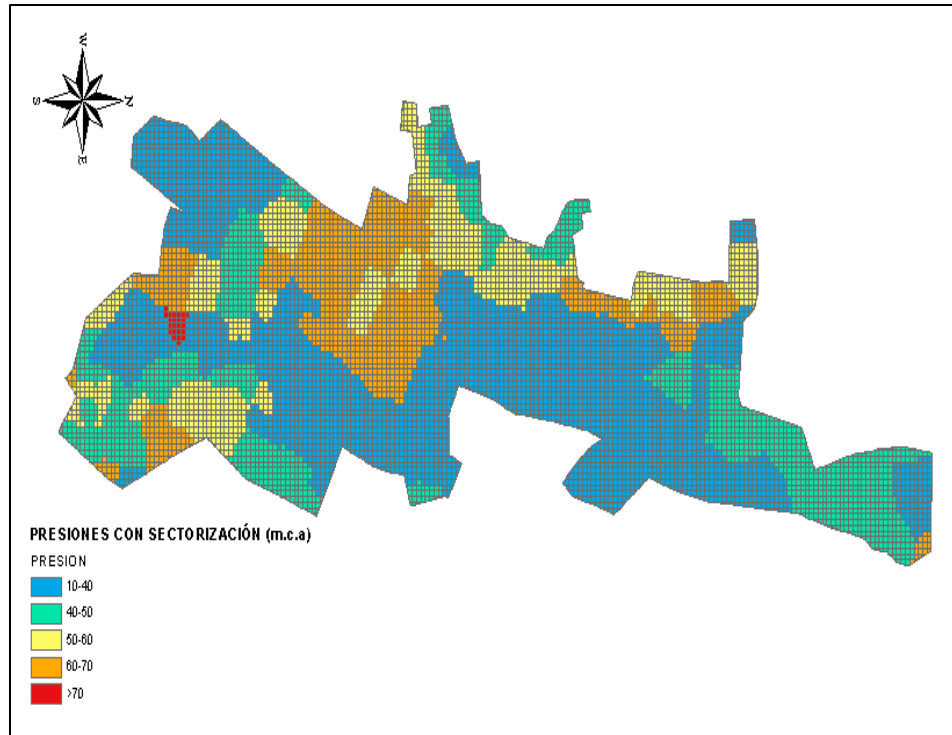 W
S
N
E
PRESIONES CON SECTORIZACIÓN (m.c.a)
PRESION
10-40
40-50
50-60
60-70
>70